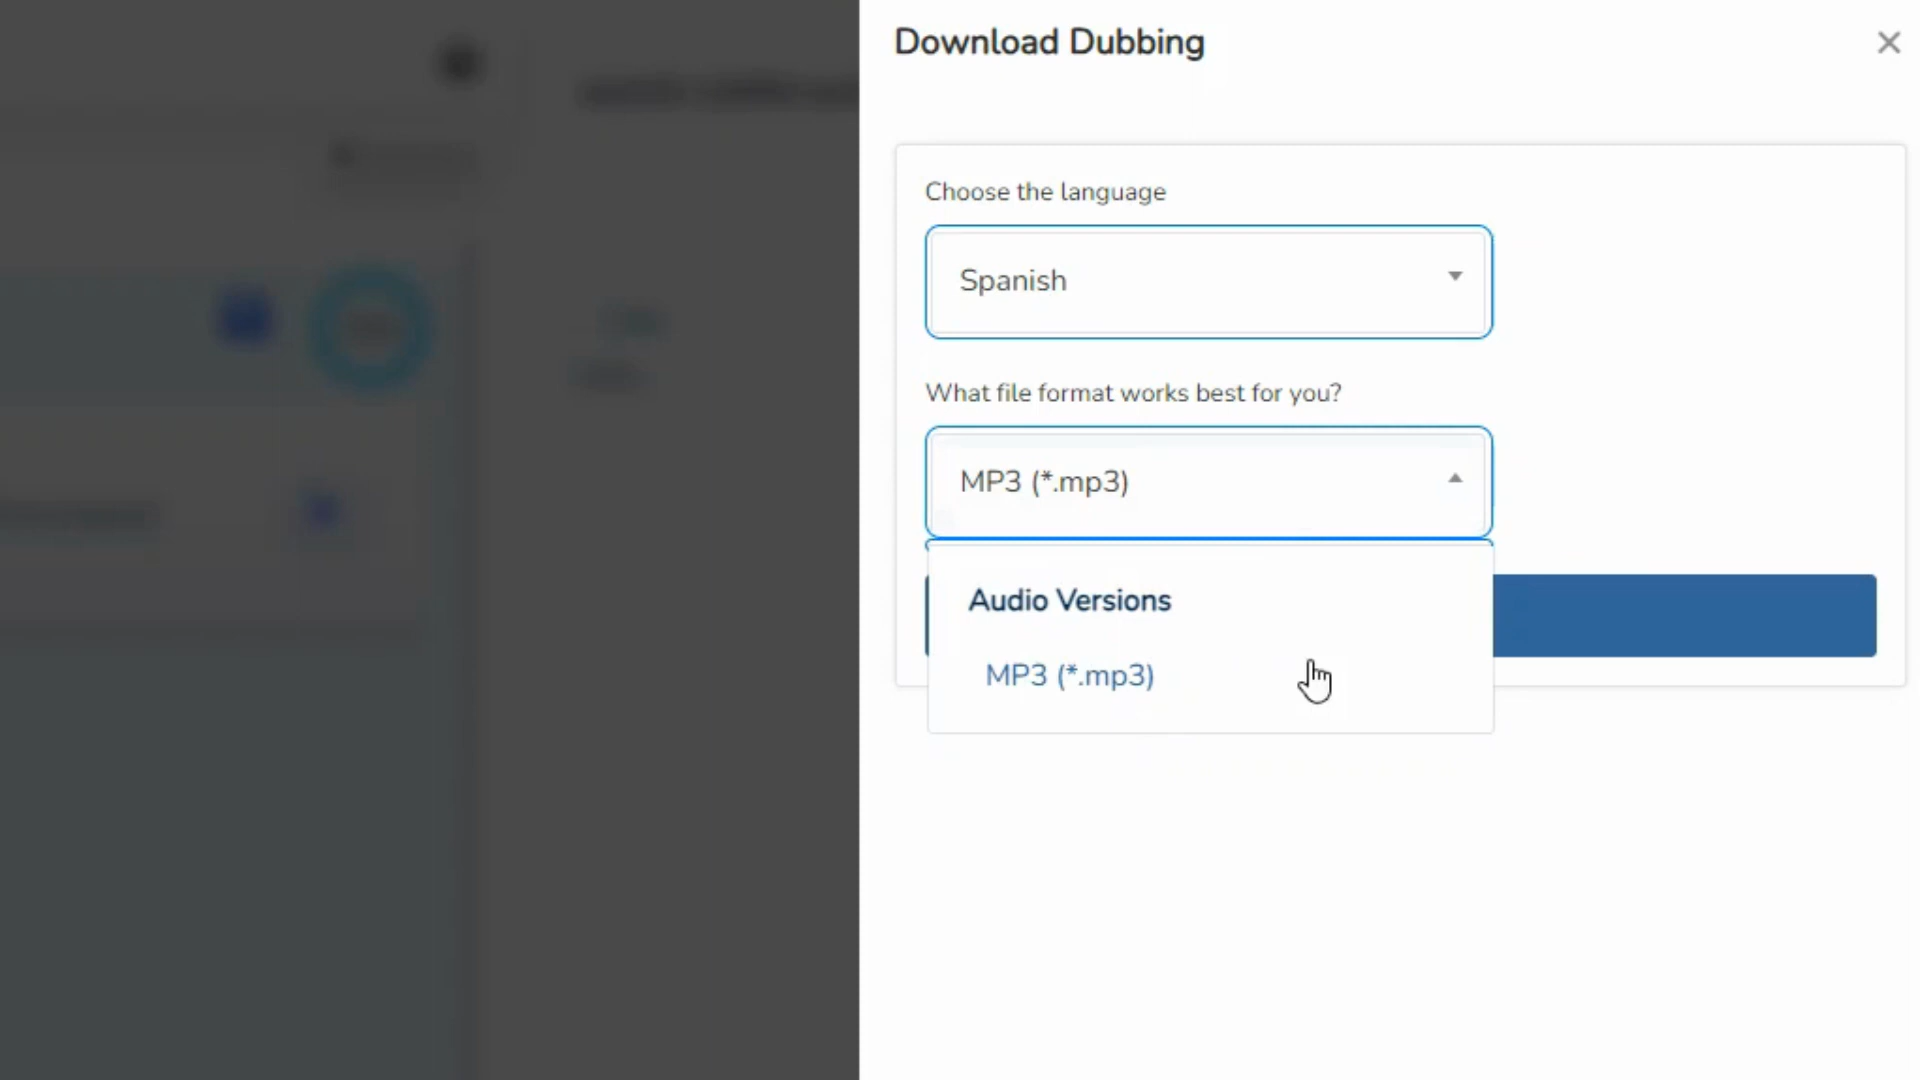 Download Dubbing
Choose the language
Spanish
What file format works best for you?
MP3 (*.mp3)
Audio Versions
MP3 (*.mp3)